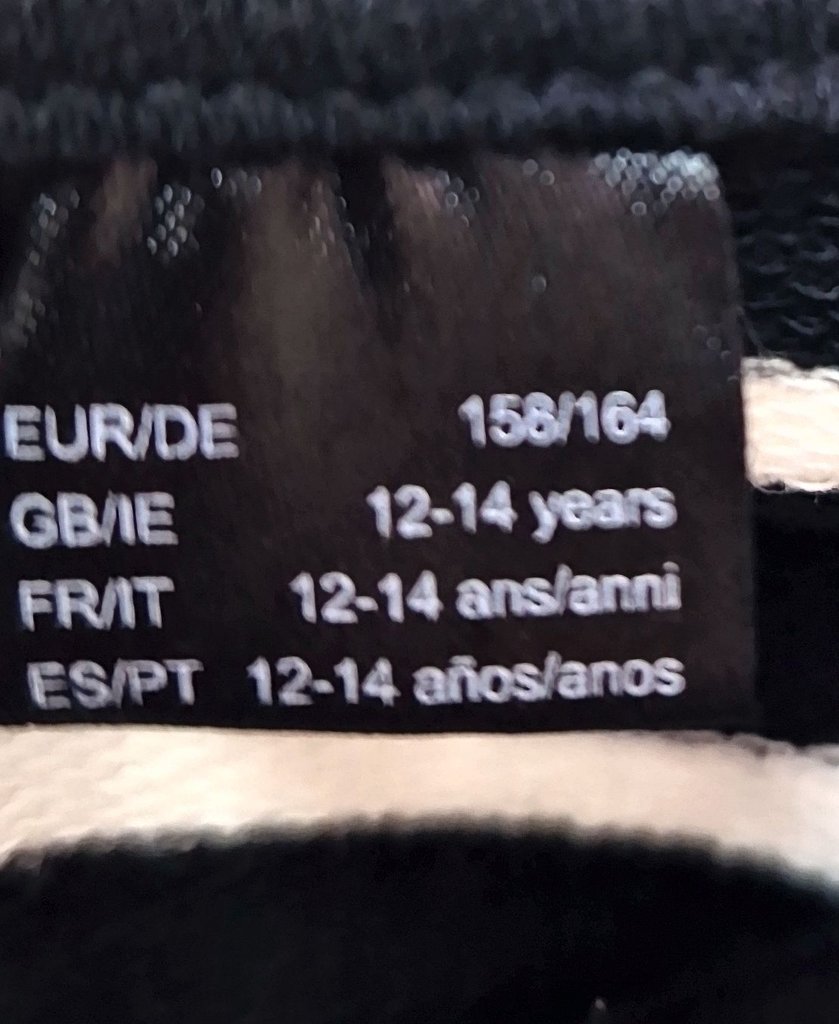 EUR/DE 158/164
GB/IE 12-14 years
FR/IT 12-14 ans/anni
ES/PT 12-14 años/anos